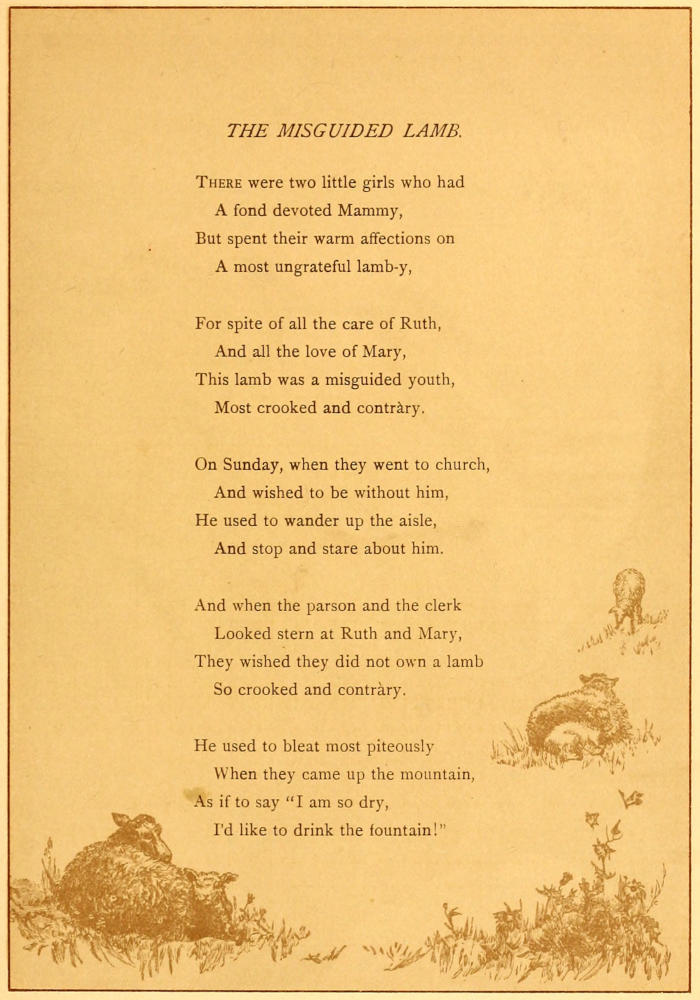 THE MISGUIDED LAMB.
THERE were two little girls who had
A fond devoted Mammy,
But spent their warm affections on
A most ungrateful lamb-y,
For spite of all the care of Ruth,
And all the love of Mary,
This lamb was a misguided youth,
Most crooked and contràry.
On Sunday, when they went to church,
And wished to be without him,
He used to wander up the aisle,
And stop and stare about him.
And when the parson and the clerk
Looked stern at Ruth and Mary,
They wished they did not own a lamb
So crooked and contràry.
He used to bleat most piteously
When they came up the mountain,
As if to say “I am so dry,
I'd like to drink the fountain!”